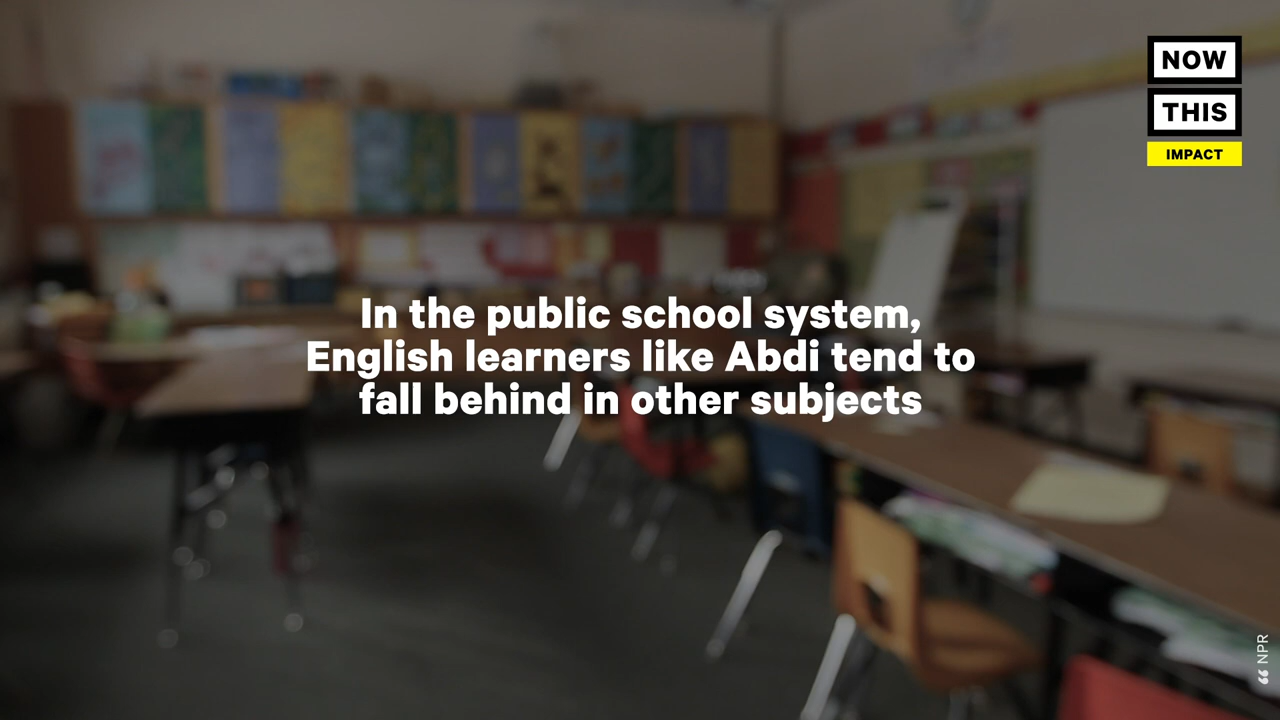 NOW
THIS
IMPACT
In the public school system,
English learners like Abdi tend to
fall behind in other subjects
“ NPR